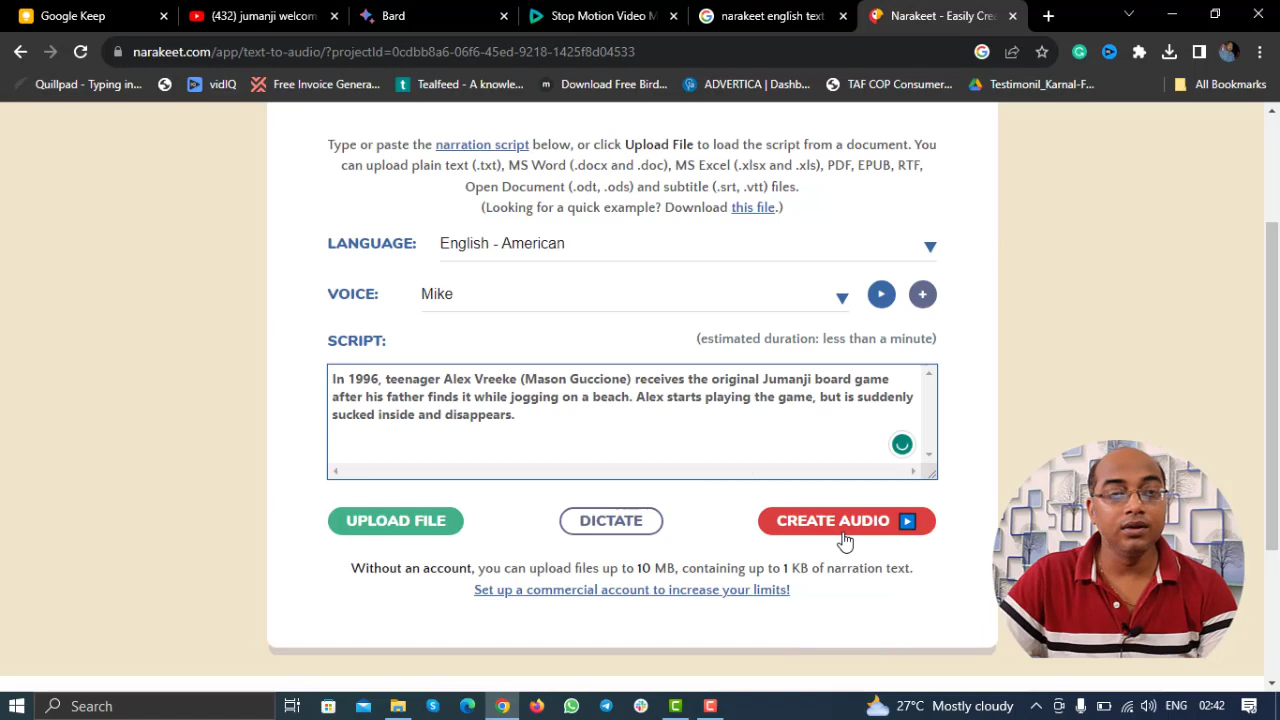 Google Keep
(432) jumanji welcom
Bard
Stop Motion Video M
narakeet english text
Narakeet - Easily Crea
narakeet.com/app/text-to-audio/?projectId=0cdbb8a6-06f6-45ed-9218-1425f8d04533
Quillpad - Typing in...
vidIQ
Free Invoice Genera...
Tealfeed - A knowle...
Download Free Bird...
ADVERTICA | Dashb...
TAF COP Consumer...
Testimonil_Karnal-F...
All Bookmarks
Type or paste the narration script below, or click Upload File to load the script from a document. You
can upload plain text (.txt), MS Word (.docx and .doc), MS Excel (.xlsx and .xls), PDF, EPUB, RTF,
Open Document (.odt, .ods) and subtitle (.srt, .vtt) files.
(Looking for a quick example? Download this file.)
LANGUAGE: English - American
VOICE: Mike
SCRIPT: (estimated duration: less than a minute)
In 1996, teenager Alex Vreeke (Mason Guccione) receives the original Jumanji board game
after his father finds it while jogging on a beach. Alex starts playing the game, but is suddenly
sucked inside and disappears.
UPLOAD FILE
DICTATE
CREATE AUDIO
Without an account, you can upload files up to 10 MB, containing up to 1 KB of narration text.
Set up a commercial account to increase your limits!
Search
27°C Mostly cloudy
ENG
02:42